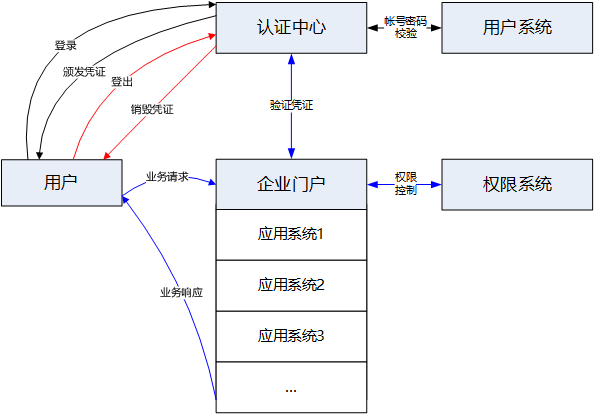 认证中心
帐号密码
校验
用户系统
登录
颁发凭证
登出
销毁凭证
验证凭证
用户
业务请求
企业门户
权限
控制
权限系统
应用系统1
应用系统2
业务响应
应用系统3
...